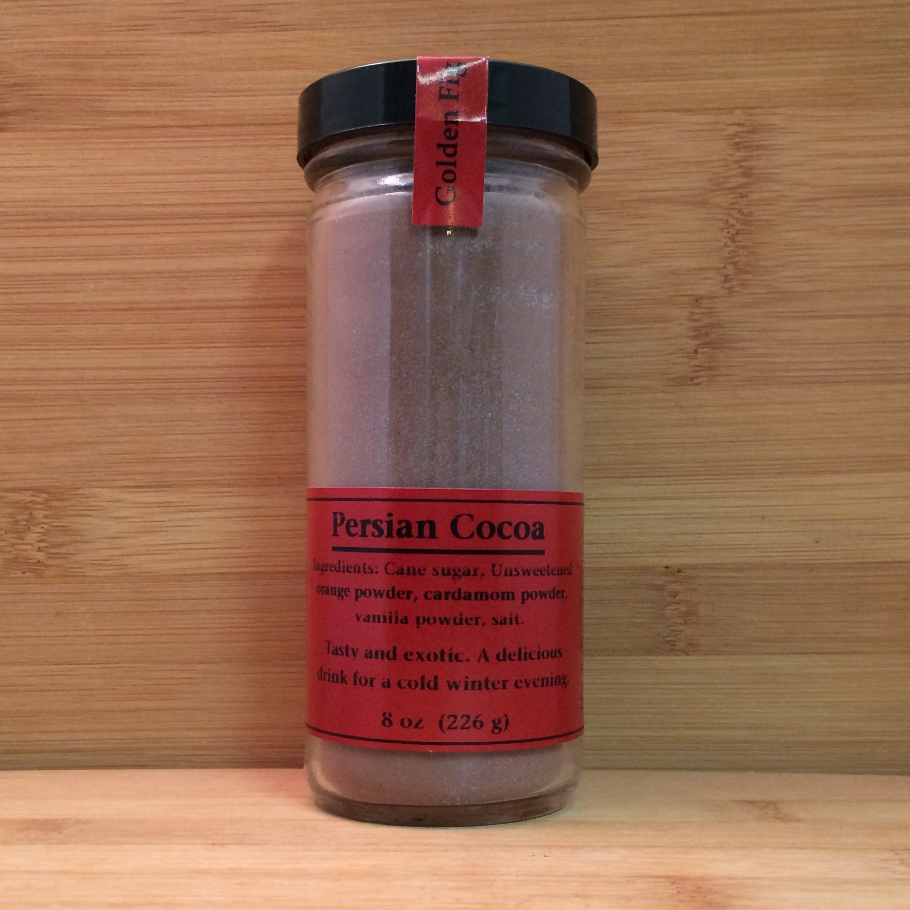 Golden Fig
Persian Cocoa
Ingredients: Cane sugar, Unsweetened
orange powder, cardamom powder,
vanilla powder, salt.
Tasty and exotic. A delicious
drink for a cold winter evening.
8 oz (226 g)